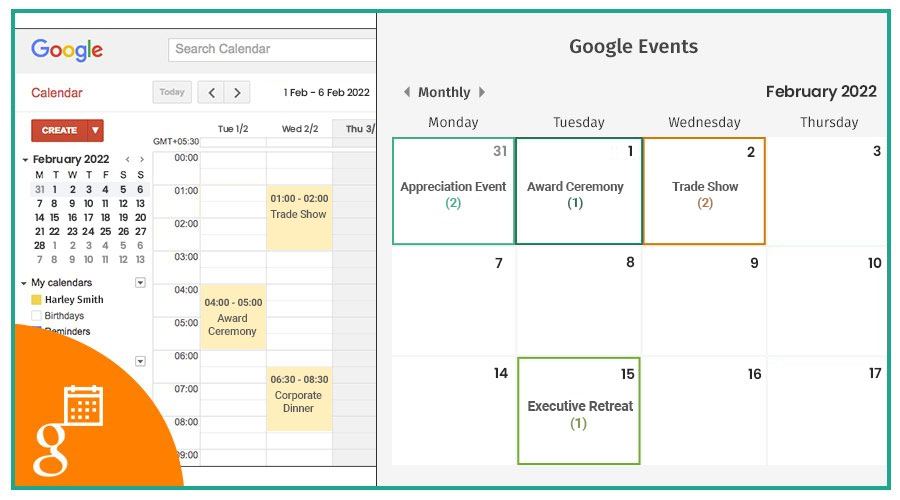 Google
Search Calendar
Calendar
Today
1 Feb – 6 Feb 2022
CREATE
Tue 1/2
Wed 2/2
Thu 3/
GMT+05:30
February 2022
M T W T F S S
31 1 2 3 4 5 6
7 8 9 10 11 12 13
14 15 16 17 18 19 20
21 22 23 24 25 26 27
28 1 2 3 4 5 6
7 8 9 10 11 12 13
My calendars
Harley Smith
Birthdays
Reminders
00:00
01:00
02:00
03:00
04:00
05:00
06:00
07:00
08:00
09:00
01:00 - 02:00
Trade Show
04:00 - 05:00
Award
Ceremony
06:30 - 08:30
Corporate
Dinner
g
Google Events
Monthly
February 2022
Monday
Tuesday
Wednesday
Thursday
31
Appreciation Event
(2)
1
Award Ceremony
(1)
2
Trade Show
(2)
3
7
8
9
10
14
15
Executive Retreat
(1)
16
17